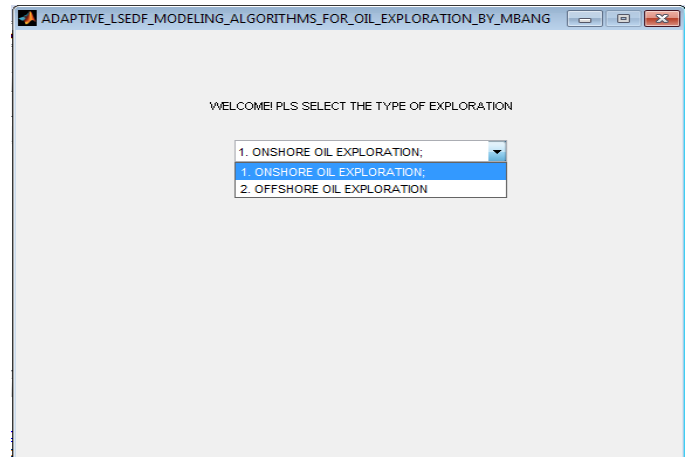 ADAPTIVE_LSEDF_MODELING_ALGORITHMS_FOR_OIL_EXPLORATION_BY_MBANG
WELCOME! PLS SELECT THE TYPE OF EXPLORATION
1. ONSHORE OIL EXPLORATION;
1. ONSHORE OIL EXPLORATION;
2. OFFSHORE OIL EXPLORATION